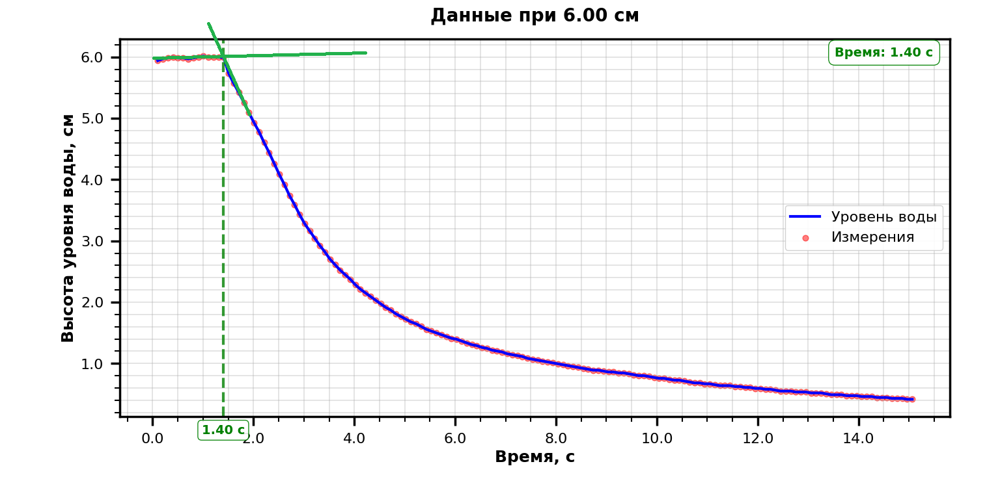 Данные при 6.00 см
Время: 1.40 с
6.0
5.0
4.0
3.0
2.0
1.0
Высота уровня воды, см
Уровень воды
Измерения
1.40 с
0.0 2.0 4.0 6.0 8.0 10.0 12.0 14.0
Время, с